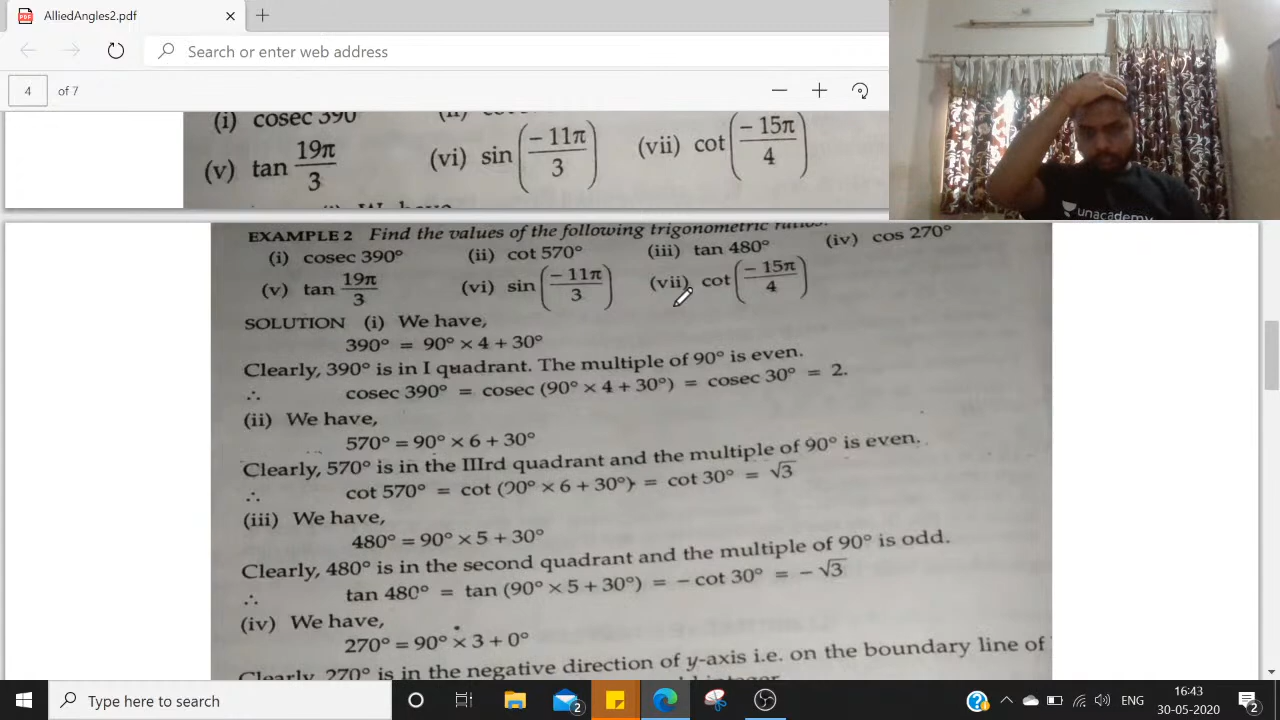 AlliedAngles2.pdf
Search or enter web address
4 of 7
(i) cosec 390
(v) tan 19π/3 (vi) sin (−11π/3) (vii) cot (−15π/4)
EXAMPLE 2 Find the values of the following trigonometric ratios:
(i) cosec 390° (ii) cot 570° (iii) tan 480° (iv) cos 270°
(v) tan 19π/3 (vi) sin (−11π/3) (vii) cot (−15π/4)
SOLUTION (i) We have,
390° = 90° × 4 + 30°
Clearly, 390° is in I quadrant. The multiple of 90° is even.
∴ cosec 390° = cosec (90° × 4 + 30°) = cosec 30° = 2.
(ii) We have,
570° = 90° × 6 + 30°
Clearly, 570° is in the IIIrd quadrant and the multiple of 90° is even.
∴ cot 570° = cot (90° × 6 + 30°) = cot 30° = √3
(iii) We have,
480° = 90° × 5 + 30°
Clearly, 480° is in the second quadrant and the multiple of 90° is odd.
∴ tan 480° = tan (90° × 5 + 30°) = − cot 30° = − √3
(iv) We have,
270° = 90° × 3 + 0°
Clearly, 270° is in the negative direction of y-axis i.e. on the boundary line of
integer.
unacademy
Type here to search
2
ENG
16:43
30-05-2020
2